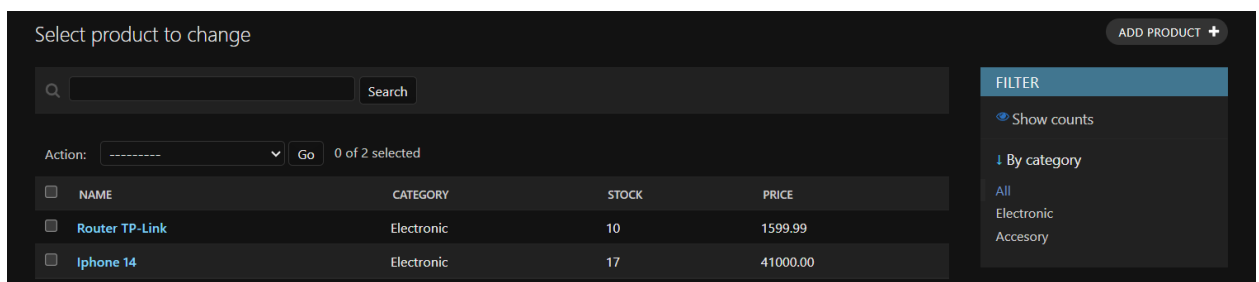 Select product to change
ADD PRODUCT +
Search
FILTER
Show counts
Action: --------- Go 0 of 2 selected
↓ By category
All
Electronic
Accesory
NAME CATEGORY STOCK PRICE
Router TP-Link Electronic 10 1599.99
Iphone 14 Electronic 17 41000.00